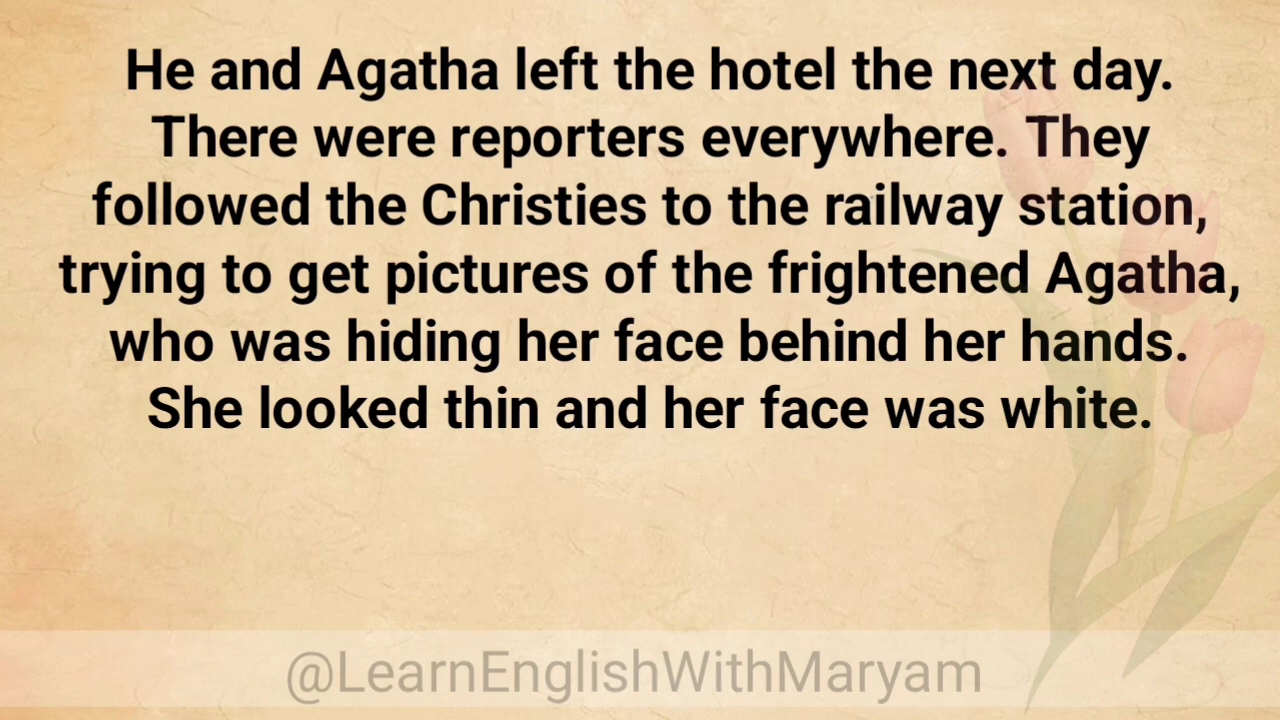 He and Agatha left the hotel the next day.
There were reporters everywhere. They
followed the Christies to the railway station,
trying to get pictures of the frightened Agatha,
who was hiding her face behind her hands.
She looked thin and her face was white.
@LearnEnglishWithMaryam